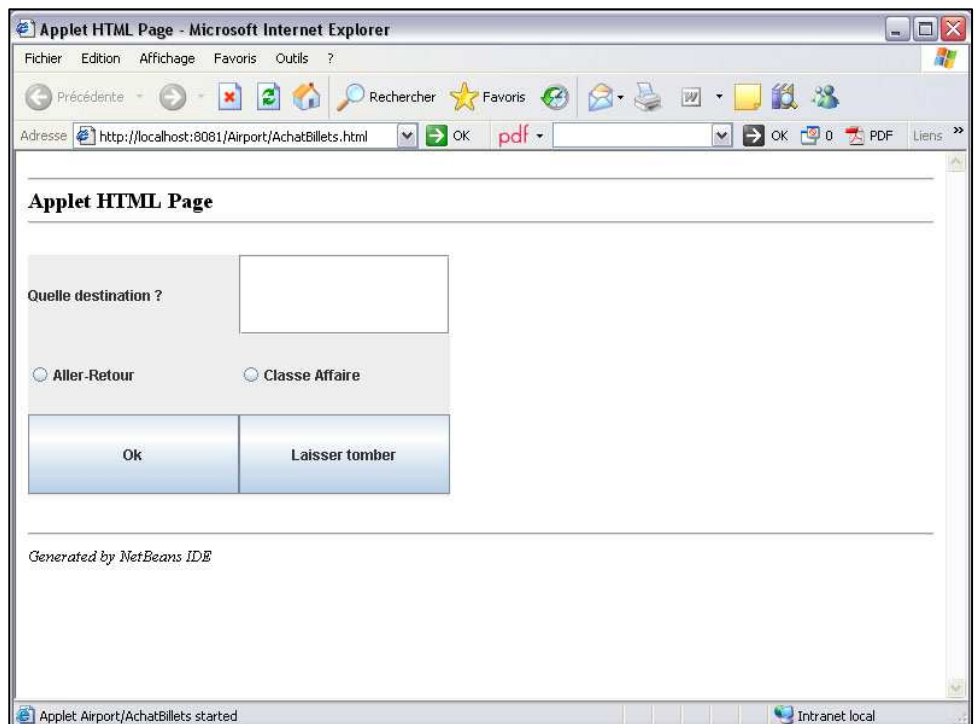 Applet HTML Page - Microsoft Internet Explorer
Fichier Edition Affichage Favoris Outils ?
Précédente Rechercher Favoris W
Adresse http://localhost:8081/Airport/AchatBillets.html OK pdf OK 0 PDF Liens »
Applet HTML Page
Quelle destination ?
Aller-Retour Classe Affaire
Ok Laisser tomber
Generated by NetBeans IDE
Applet Airport/AchatBillets started Intranet local